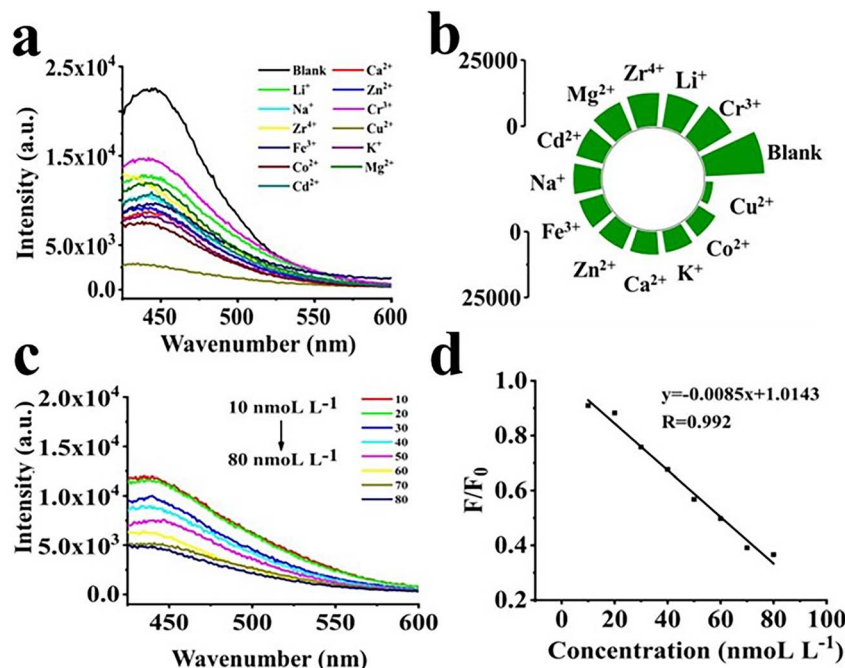 a
2.5x10⁴
1.5x10⁴
5.0x10³
0.0
Intensity (a.u.)
450
500
550
600
Wavenumber (nm)
Blank
Li⁺
Na⁺
Zr⁴⁺
Fe³⁺
Co²⁺
Cd²⁺
Ca²⁺
Zn²⁺
Cr³⁺
Cu²⁺
K⁺
Mg²⁺
b
25000
0
0
25000
Zr⁴⁺
Li⁺
Cr³⁺
Blank
Cu²⁺
Co²⁺
K⁺
Ca²⁺
Zn²⁺
Fe³⁺
Na⁺
Cd²⁺
Mg²⁺
c
2.0x10⁴
1.5x10⁴
1.0x10⁴
5.0x10³
0.0
Intensity (a.u.)
450
500
550
600
Wavenumber (nm)
10 nmoL L⁻¹
80 nmoL L⁻¹
10
20
30
40
50
60
70
80
d
1.0
0.8
0.6
0.4
0.2
F/F₀
0
20
40
60
80
100
Concentration (nmoL L⁻¹)
y=-0.0085x+1.0143
R=0.992